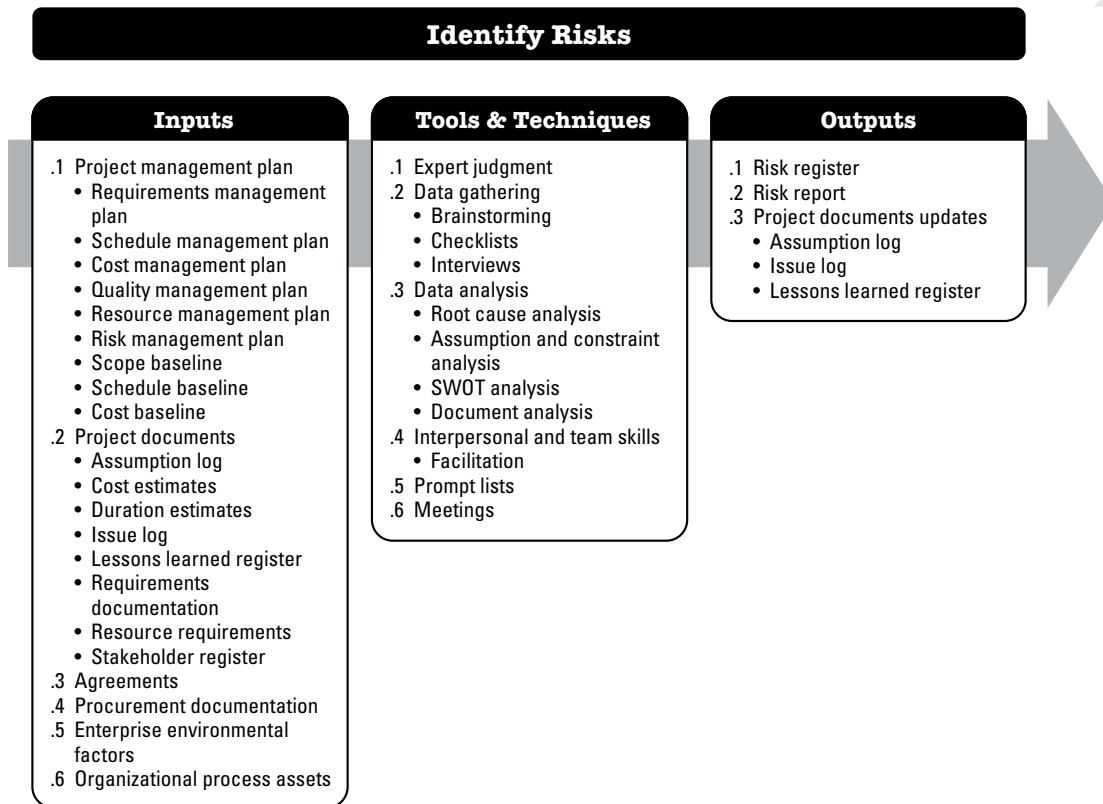 Identify Risks
Inputs
.1 Project management plan
• Requirements management
plan
• Schedule management plan
• Cost management plan
• Quality management plan
• Resource management plan
• Risk management plan
• Scope baseline
• Schedule baseline
• Cost baseline
.2 Project documents
• Assumption log
• Cost estimates
• Duration estimates
• Issue log
• Lessons learned register
• Requirements
documentation
• Resource requirements
• Stakeholder register
.3 Agreements
.4 Procurement documentation
.5 Enterprise environmental
factors
.6 Organizational process assets
Tools & Techniques
.1 Expert judgment
.2 Data gathering
• Brainstorming
• Checklists
• Interviews
.3 Data analysis
• Root cause analysis
• Assumption and constraint
analysis
• SWOT analysis
• Document analysis
.4 Interpersonal and team skills
• Facilitation
.5 Prompt lists
.6 Meetings
Outputs
.1 Risk register
.2 Risk report
.3 Project documents updates
• Assumption log
• Issue log
• Lessons learned register